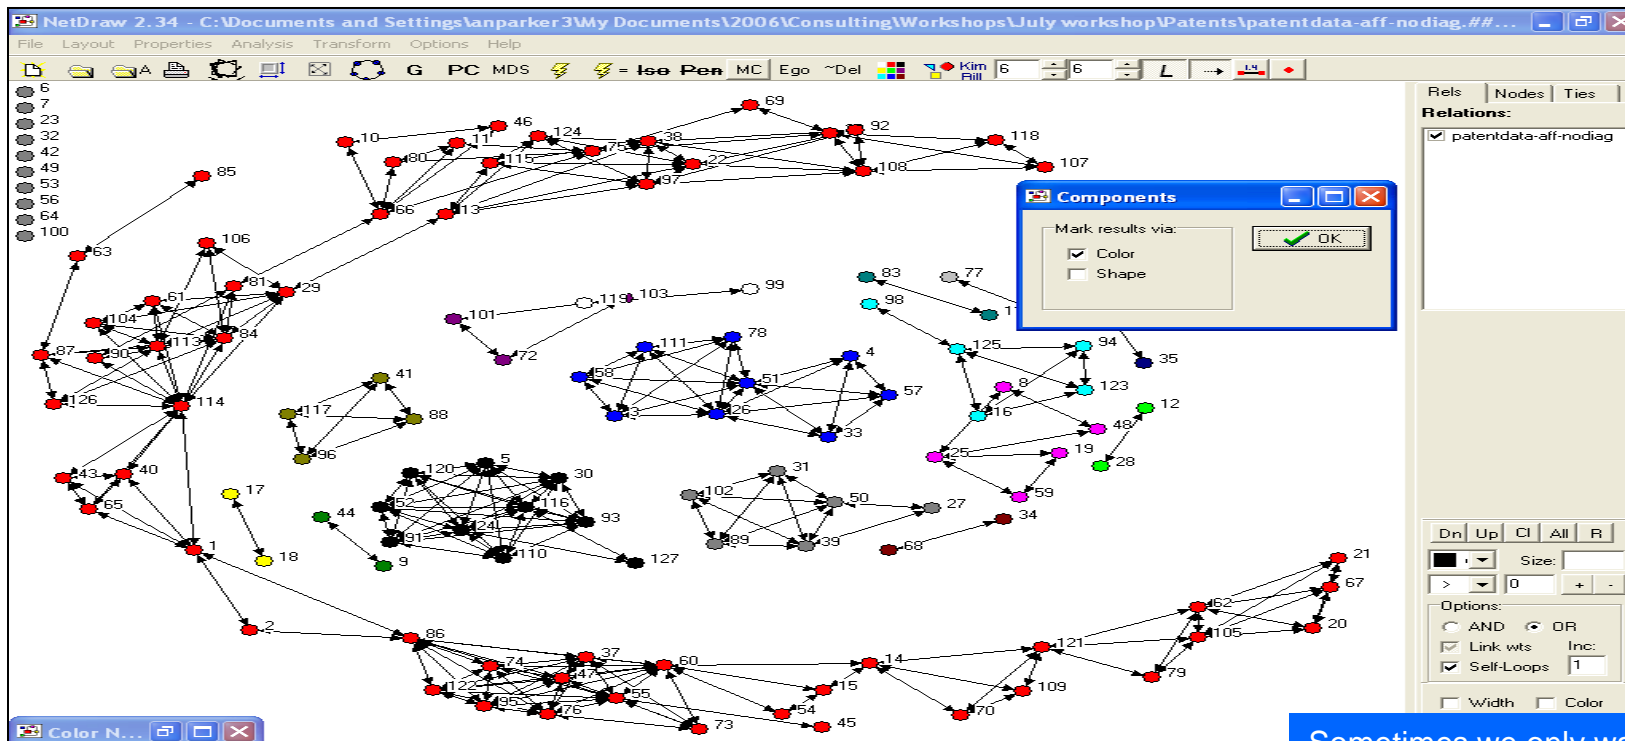 NetDraw 2.34 - C:\Documents and Settings\anparker3\My Documents\2006\Consulting\Workshops\July workshop\Patents\patentdata-aff-nodiag.##...
File Layout Properties Analysis Transform Options Help
A G PC MDS = Iso Pen MC Ego ~Del Kim Bill 6 6 L
Rels Nodes Ties
Relations:
patentdata-aff-nodiag
6
7
23
32
42
49
53
56
64
100
Components
Mark results via:
Color
Shape
OK
69
46 124 92
10 11 38 118
80 115 75 22 108 107
85 97
66 13
106
63 81 29
61
104 84
87 90 113
126 114
43 40
65
1
2
83 77
98
119 103 99
101
72
111 78
58 51 4
57
3 26
33
125 94
35
8 123
16 12
48
25 19 28
59
41
117 88
96
17
18
44
9
120 5 30
52 116
24 93
91 110 127
31
102 50 27
89 39
34
68
86
74 37 60
122 47 55
95 76 73
14
15
54 45
121
109
70
62 21
67
105 20
79
Dn Up Cl All R
Size:
> 0 + -
Options:
AND OR
Link wts Inc:
Self-Loops 1
Width Color
Color N...
Sometimes we only